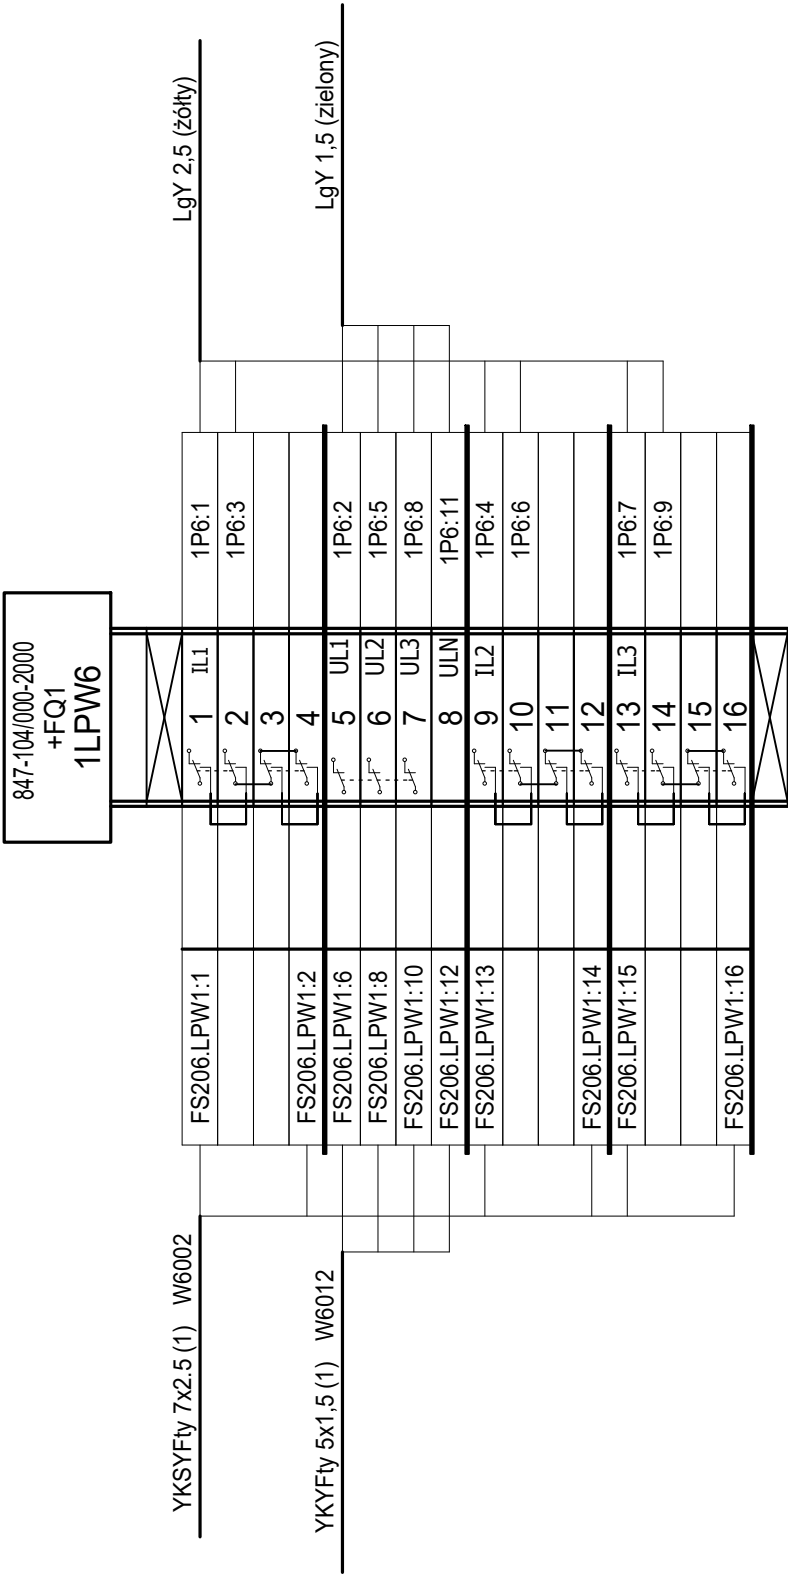 847-104/000-2000
+FQ1
1LPW6
YKSYFty 7x2.5 (1) W6002
YKYFty 5x1,5 (1) W6012
LgY 2,5 (żółty)
LgY 1,5 (zielony)
FS206.LPW1:1 1 IL1 1P6:1
2 1P6:3
3
FS206.LPW1:2 4
FS206.LPW1:6 5 UL1 1P6:2
FS206.LPW1:8 6 UL2 1P6:5
FS206.LPW1:10 7 UL3 1P6:8
FS206.LPW1:12 8 ULN 1P6:11
FS206.LPW1:13 9 IL2 1P6:4
10 1P6:6
11
FS206.LPW1:14 12
FS206.LPW1:15 13 IL3 1P6:7
14 1P6:9
15
FS206.LPW1:16 16